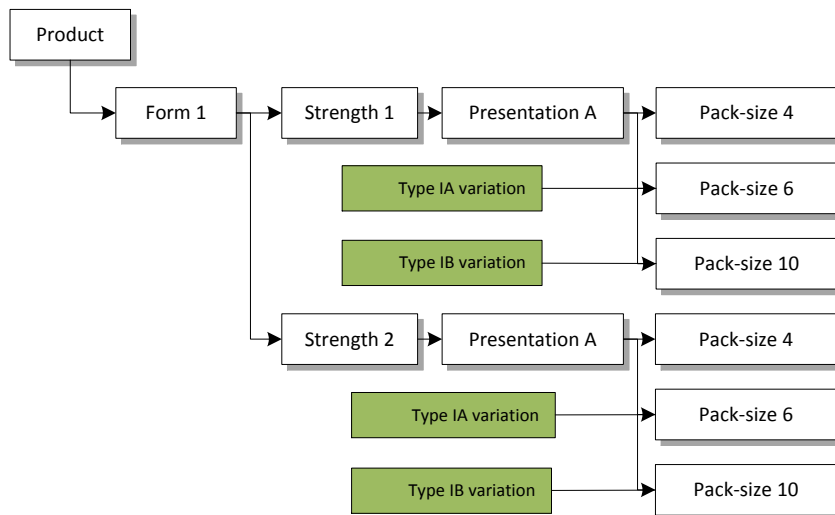 Product
Form 1
Strength 1
Presentation A
Pack-size 4
Type IA variation
Pack-size 6
Type IB variation
Pack-size 10
Strength 2
Presentation A
Pack-size 4
Type IA variation
Pack-size 6
Type IB variation
Pack-size 10